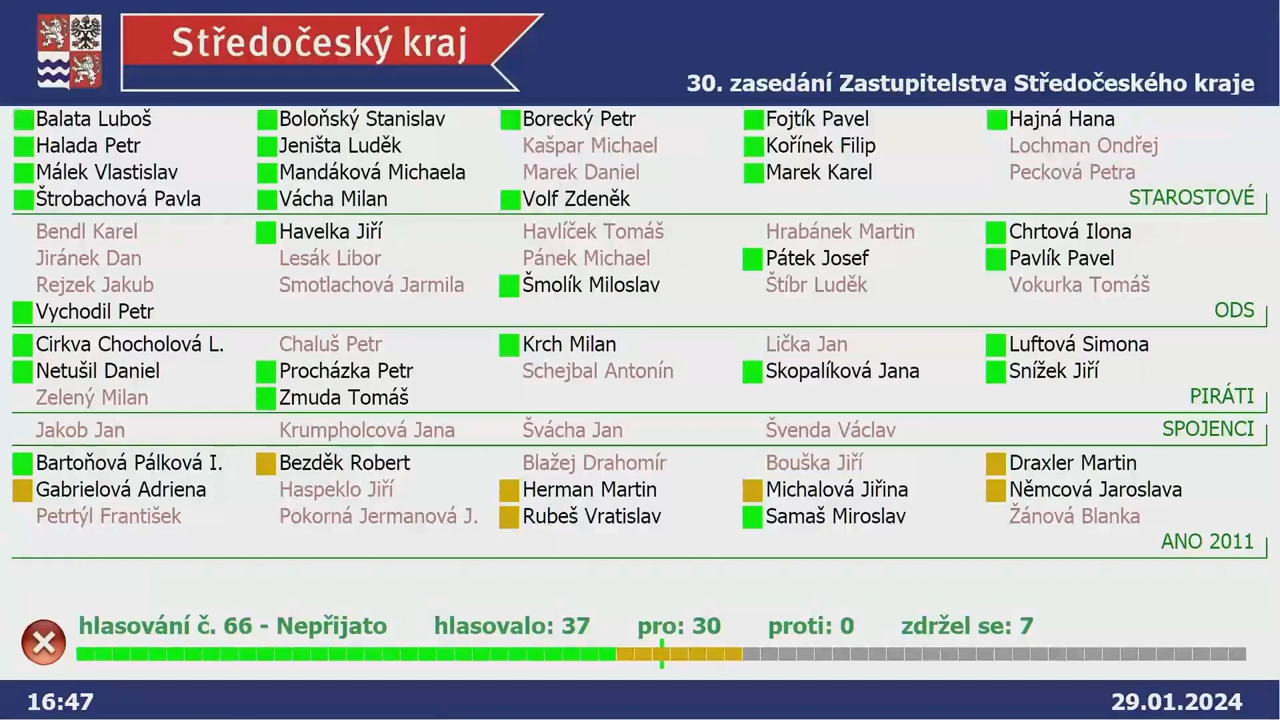 Středočeský kraj
30. zasedání Zastupitelstva Středočeského kraje
Balata Luboš Boloňský Stanislav Borecký Petr Fojtík Pavel Hajná Hana
Halada Petr Jeništa Luděk Kašpar Michael Kořínek Filip Lochman Ondřej
Málek Vlastislav Mandáková Michaela Marek Daniel Marek Karel Pecková Petra
Štrobachová Pavla Vácha Milan Volf Zdeněk STAROSTOVÉ
Bendl Karel Havelka Jiří Havlíček Tomáš Hrabánek Martin Chrtová Ilona
Jiránek Dan Lesák Libor Pánek Michael Pátek Josef Pavlík Pavel
Rejzek Jakub Smotlachová Jarmila Šmolík Miloslav Štíbr Luděk Vokurka Tomáš
Vychodil Petr ODS
Cirkva Chocholová L. Chaluš Petr Krch Milan Lička Jan Luftová Simona
Netušil Daniel Procházka Petr Schejbal Antonín Skopalíková Jana Snížek Jiří
Zelený Milan Zmuda Tomáš PIRÁTI
Jakob Jan Krumpholcová Jana Švácha Jan Švenda Václav SPOJENCI
Bartoňová Pálková I. Bezděk Robert Blažej Drahomír Bouška Jiří Draxler Martin
Gabrielová Adriena Haspeklo Jiří Herman Martin Michalová Jiřina Němcová Jaroslava
Petrtýl František Pokorná Jermanová J. Rubeš Vratislav Samaš Miroslav Žánová Blanka
ANO 2011
hlasování č. 66 - Nepřijato hlasovalo: 37 pro: 30 proti: 0 zdržel se: 7
16:47 29.01.2024